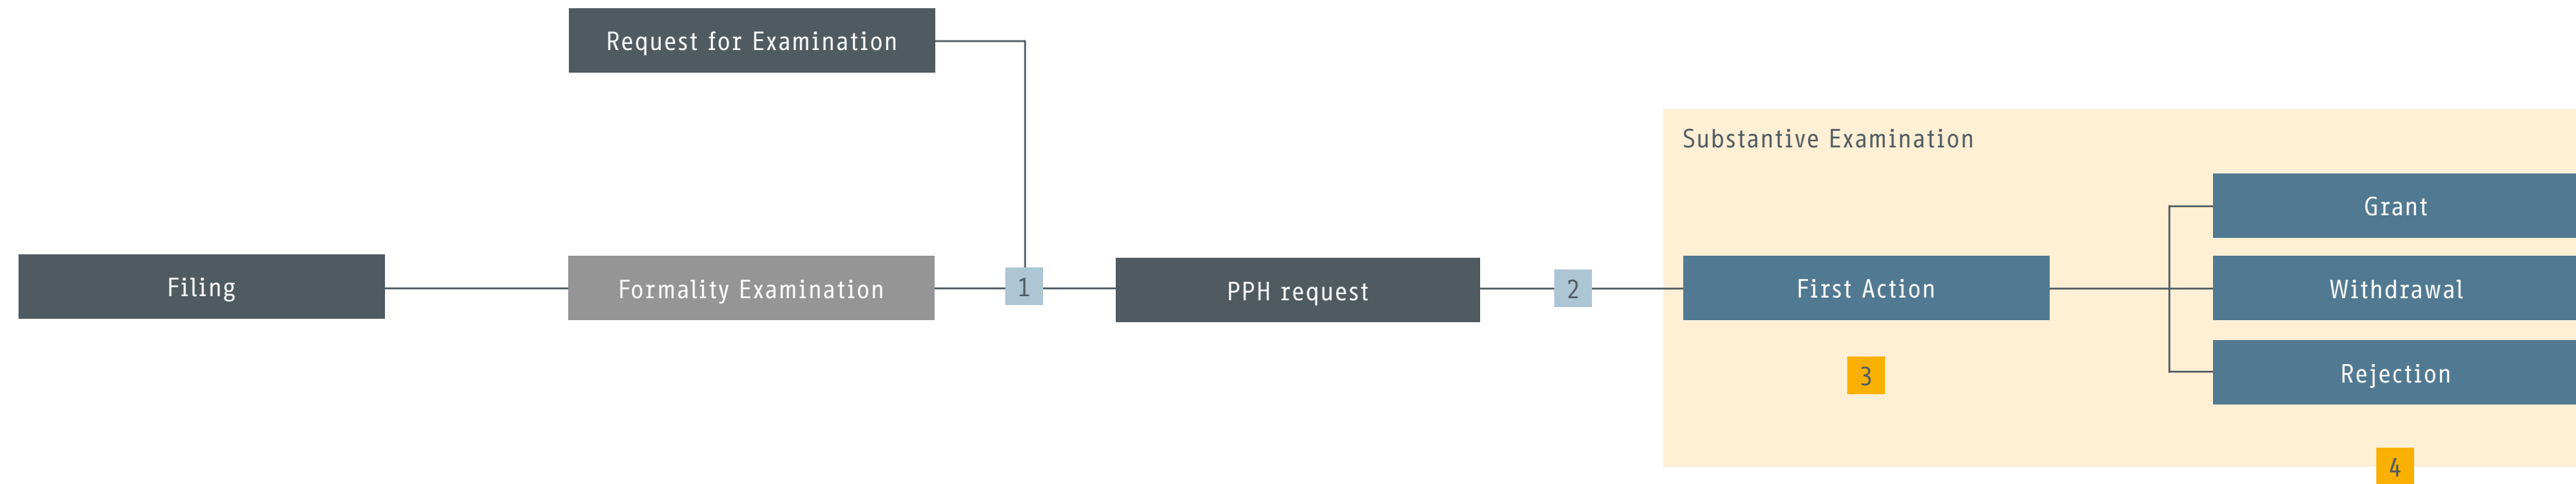 Request for Examination
Substantive Examination
Grant
Filing
Formality Examination
1
PPH request
2
First Action
Withdrawal
3
Rejection
4